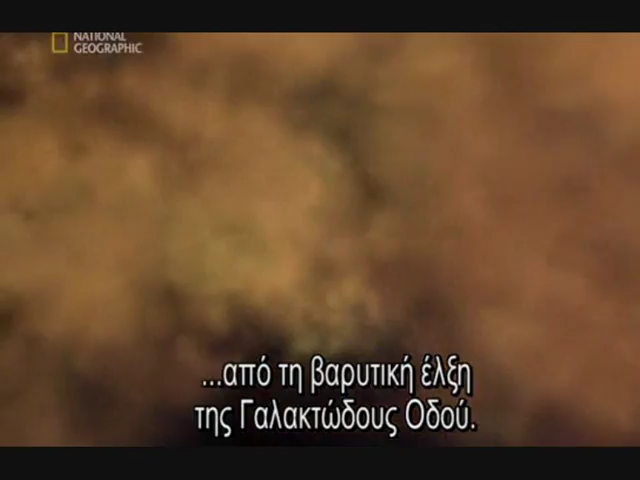 NATIONAL
GEOGRAPHIC
...από τη βαρυτική έλξη
της Γαλακτώδους Οδού.